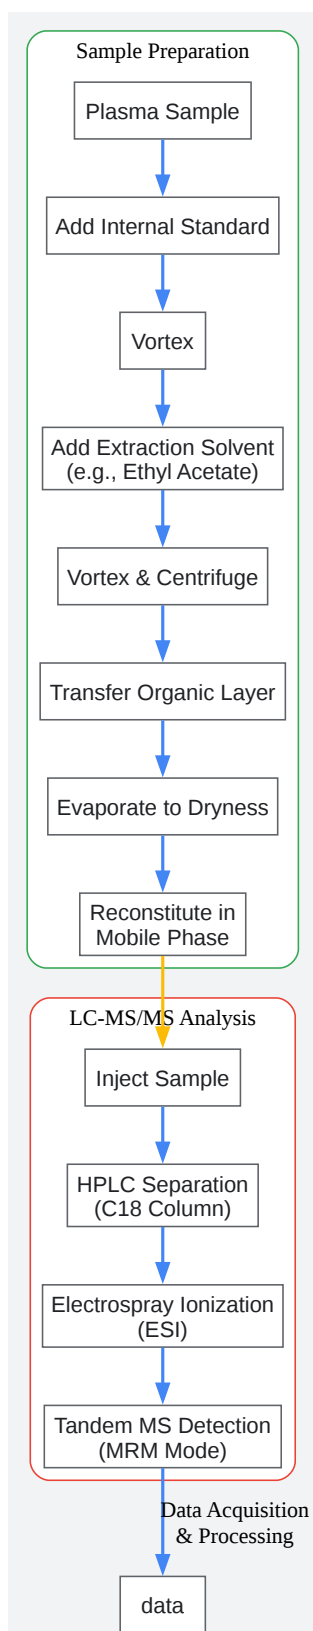 Sample Preparation
Plasma Sample
Add Internal Standard
Vortex
Add Extraction Solvent
(e.g., Ethyl Acetate)
Vortex & Centrifuge
Transfer Organic Layer
Evaporate to Dryness
Reconstitute in
Mobile Phase
LC-MS/MS Analysis
Inject Sample
HPLC Separation
(C18 Column)
Electrospray Ionization
(ESI)
Tandem MS Detection
(MRM Mode)
Data Acquisition
& Processing
data